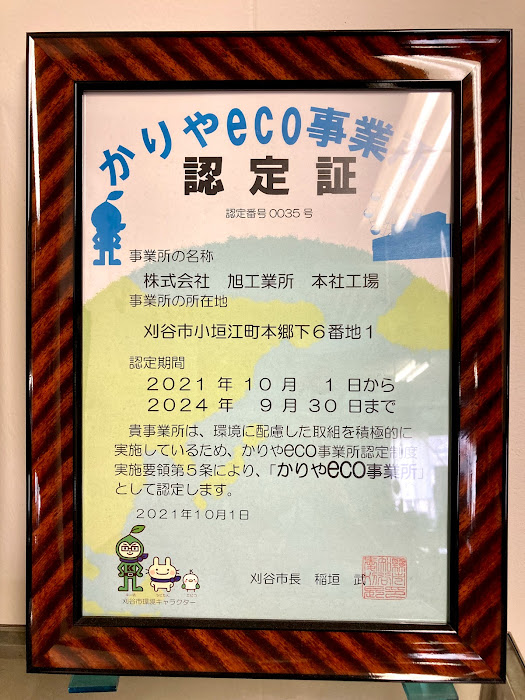 かりやeco事業所
認定証
認定番号0035号
事業所の名称
株式会社 旭工業所 本社工場
事業所の所在地
刈谷市小垣江町本郷下6番地1
認定期間
2021年10月 1日から
2024年 9月30日まで
貴事業所は、環境に配慮した取組を積極的に
実施しているため、かりやeco事業所認定制度
実施要領第5条により、「かりやeco事業所」
として認定します。
2021年10月1日
刈谷市長 稲垣 武
刈谷市環境キャラクター